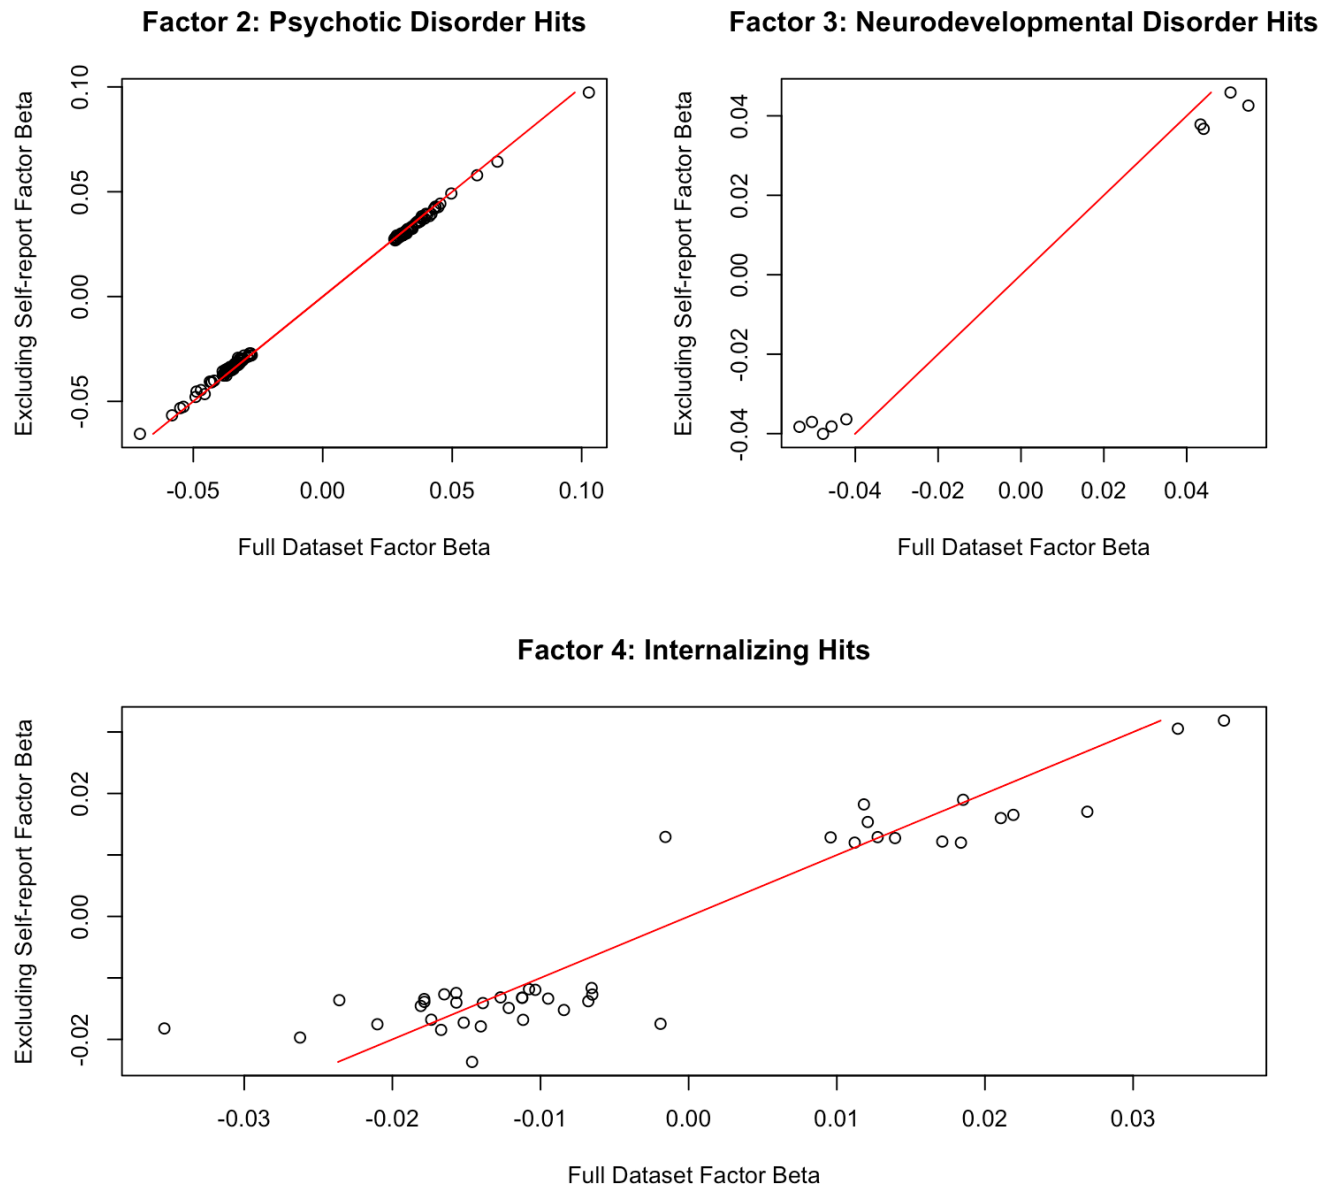 Factor 2: Psychotic Disorder Hits
Excluding Self-report Factor Beta
0.10
0.05
0.00
-0.05
-0.05 0.00 0.05 0.10
Full Dataset Factor Beta
Factor 3: Neurodevelopmental Disorder Hits
Excluding Self-report Factor Beta
0.04
0.02
0.00
-0.02
-0.04
-0.04 -0.02 0.00 0.02 0.04
Full Dataset Factor Beta
Factor 4: Internalizing Hits
Excluding Self-report Factor Beta
0.02
0.00
-0.02
-0.03 -0.02 -0.01 0.00 0.01 0.02 0.03
Full Dataset Factor Beta